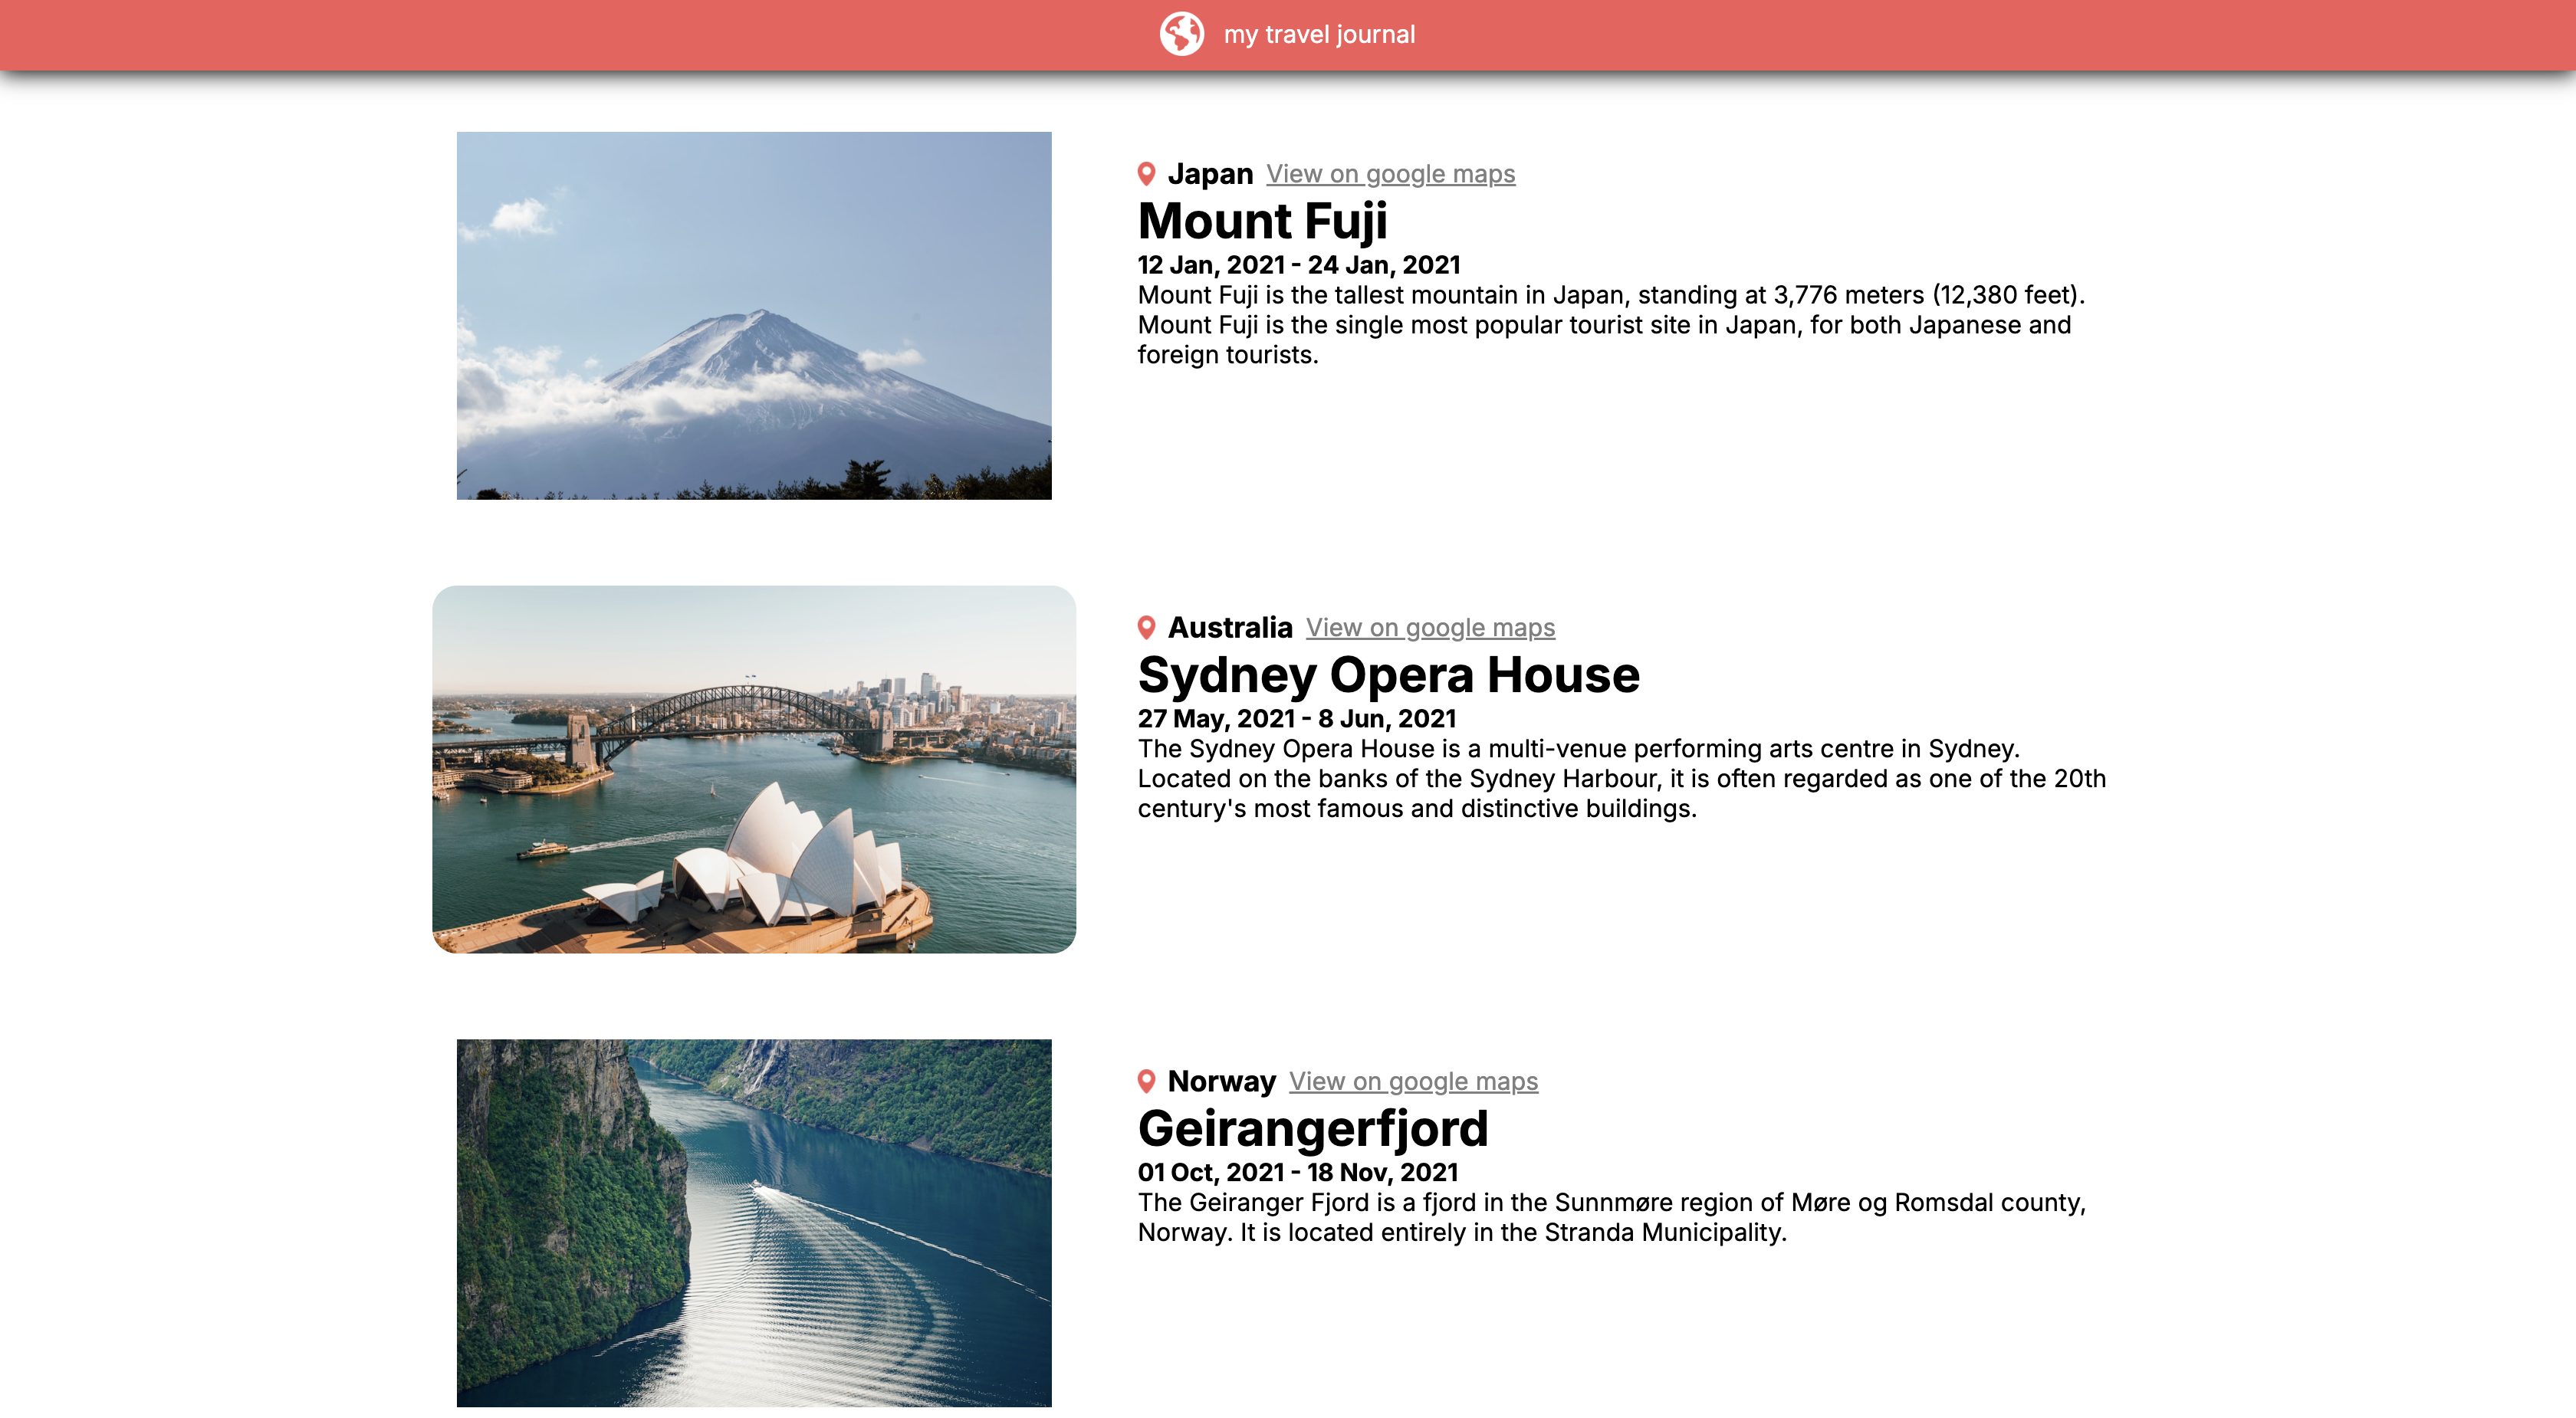 my travel journal
Japan View on google maps
Mount Fuji
12 Jan, 2021 - 24 Jan, 2021
Mount Fuji is the tallest mountain in Japan, standing at 3,776 meters (12,380 feet).
Mount Fuji is the single most popular tourist site in Japan, for both Japanese and
foreign tourists.
Australia View on google maps
Sydney Opera House
27 May, 2021 - 8 Jun, 2021
The Sydney Opera House is a multi-venue performing arts centre in Sydney.
Located on the banks of the Sydney Harbour, it is often regarded as one of the 20th
century's most famous and distinctive buildings.
Norway View on google maps
Geirangerfjord
01 Oct, 2021 - 18 Nov, 2021
The Geiranger Fjord is a fjord in the Sunnmøre region of Møre og Romsdal county,
Norway. It is located entirely in the Stranda Municipality.